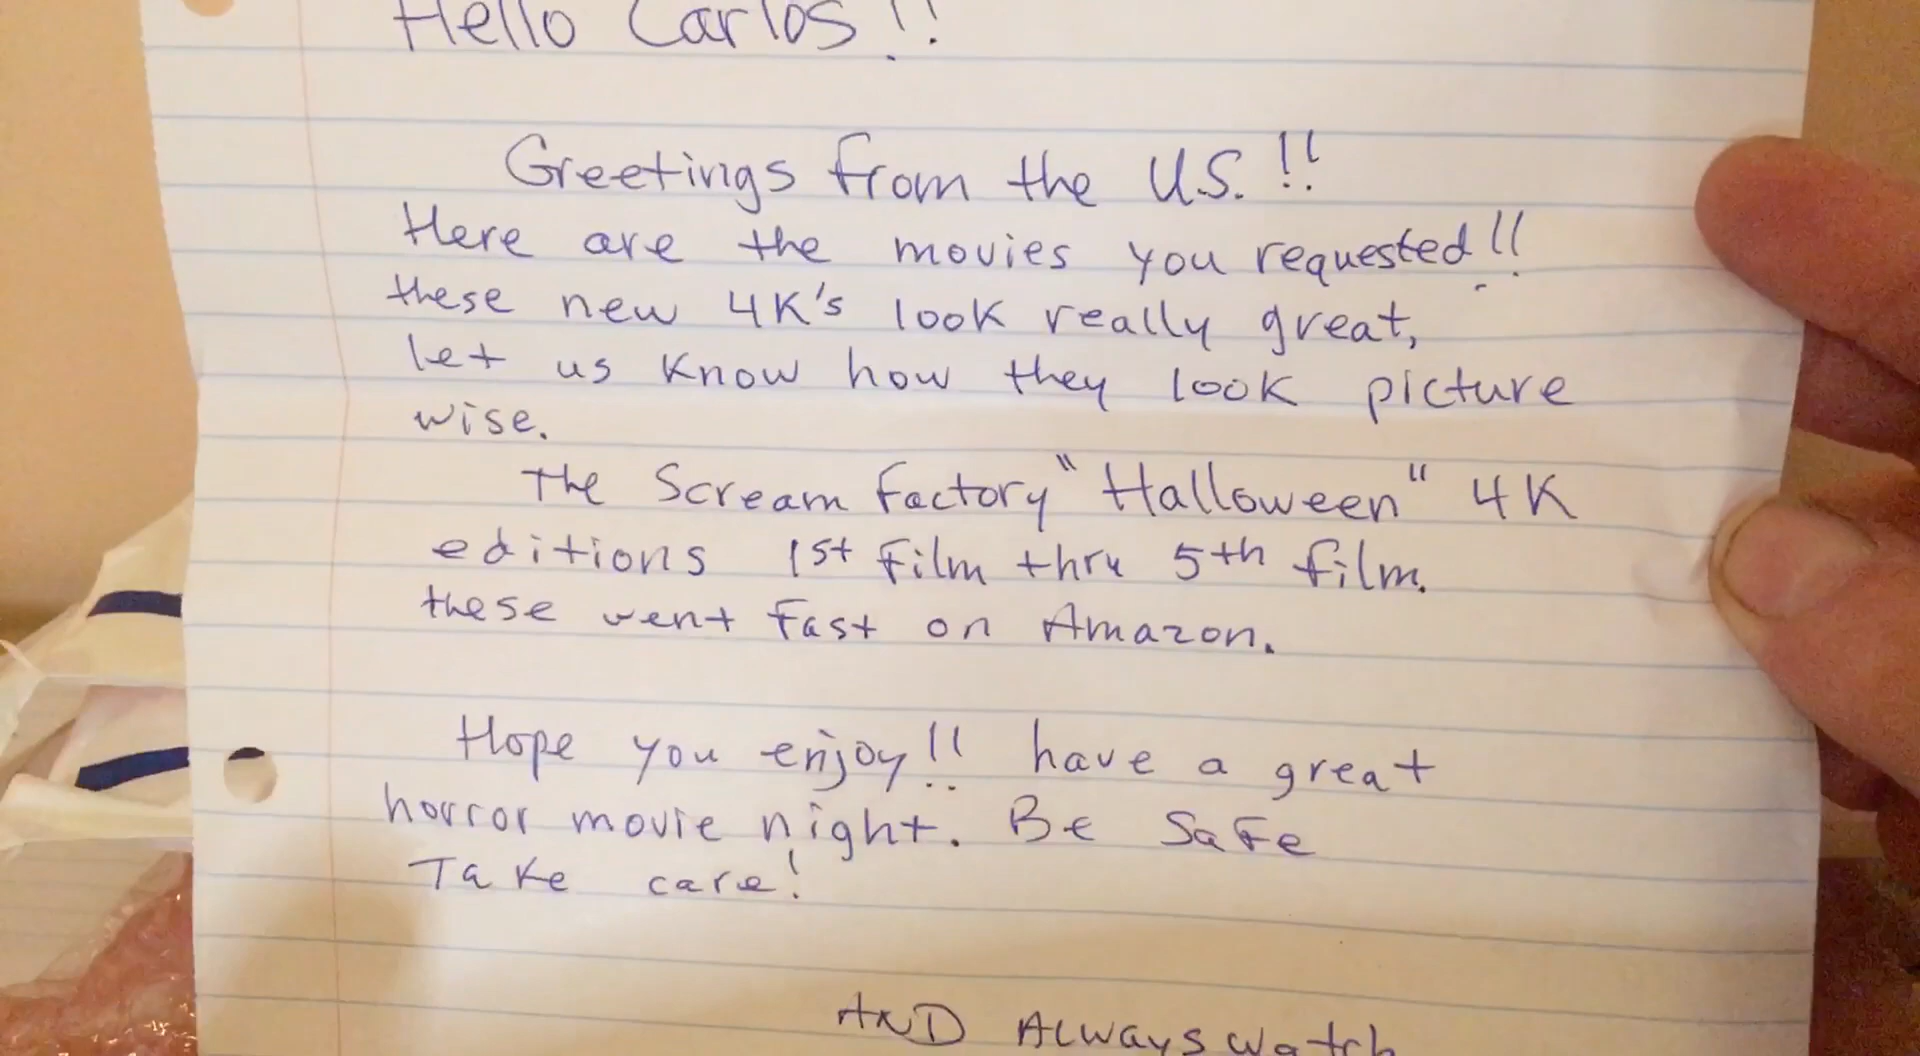 Hello Carlos!!
Greetings from the U.S.!!
Here are the movies you requested!!
these new 4K's look really great,
let us know how they look picture
wise.
The Scream Factory "Halloween" 4K
editions 1st film thru 5th film.
these went fast on Amazon.
Hope you enjoy!! have a great
horror movie night. Be Safe
Take care!
AND ALWAYS watch